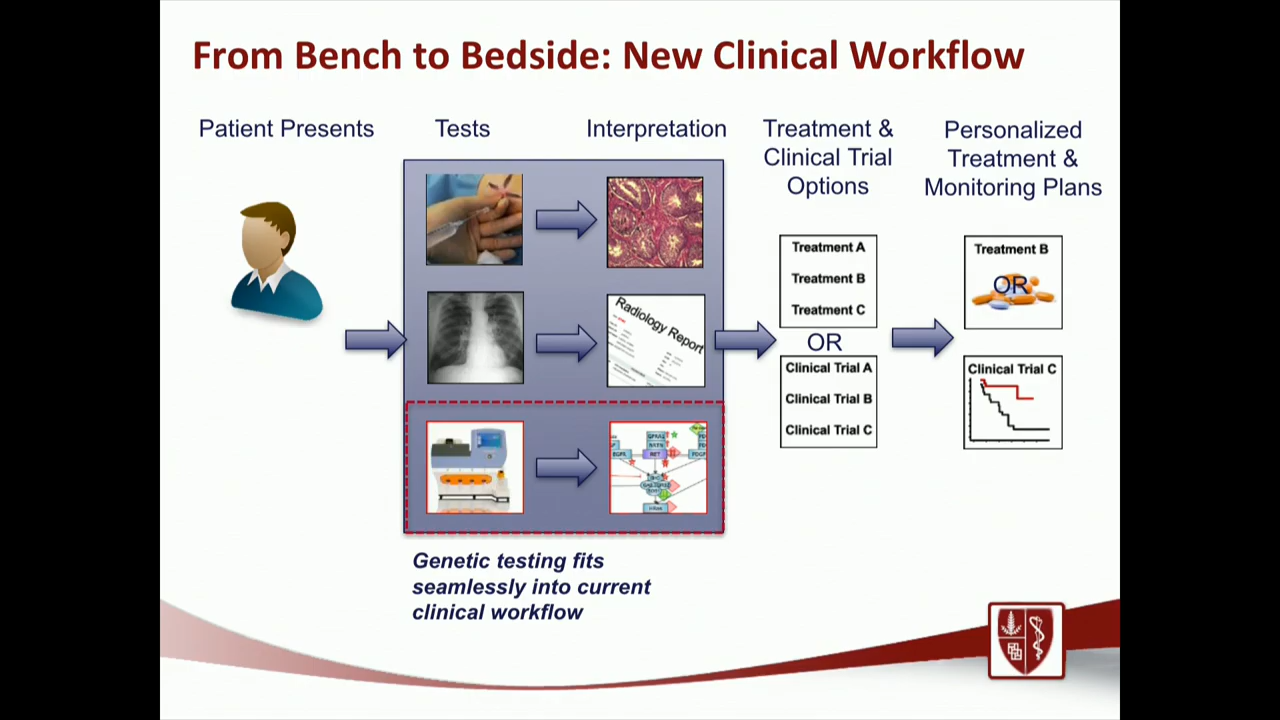 From Bench to Bedside: New Clinical Workflow
Patient Presents
Tests
Interpretation
Treatment &
Clinical Trial
Options
Personalized
Treatment &
Monitoring Plans
Radiology Report
Treatment A
Treatment B
Treatment C
OR
Clinical Trial A
Clinical Trial B
Clinical Trial C
Treatment B
OR
Clinical Trial C
EGFR
Genetic testing fits
seamlessly into current
clinical workflow